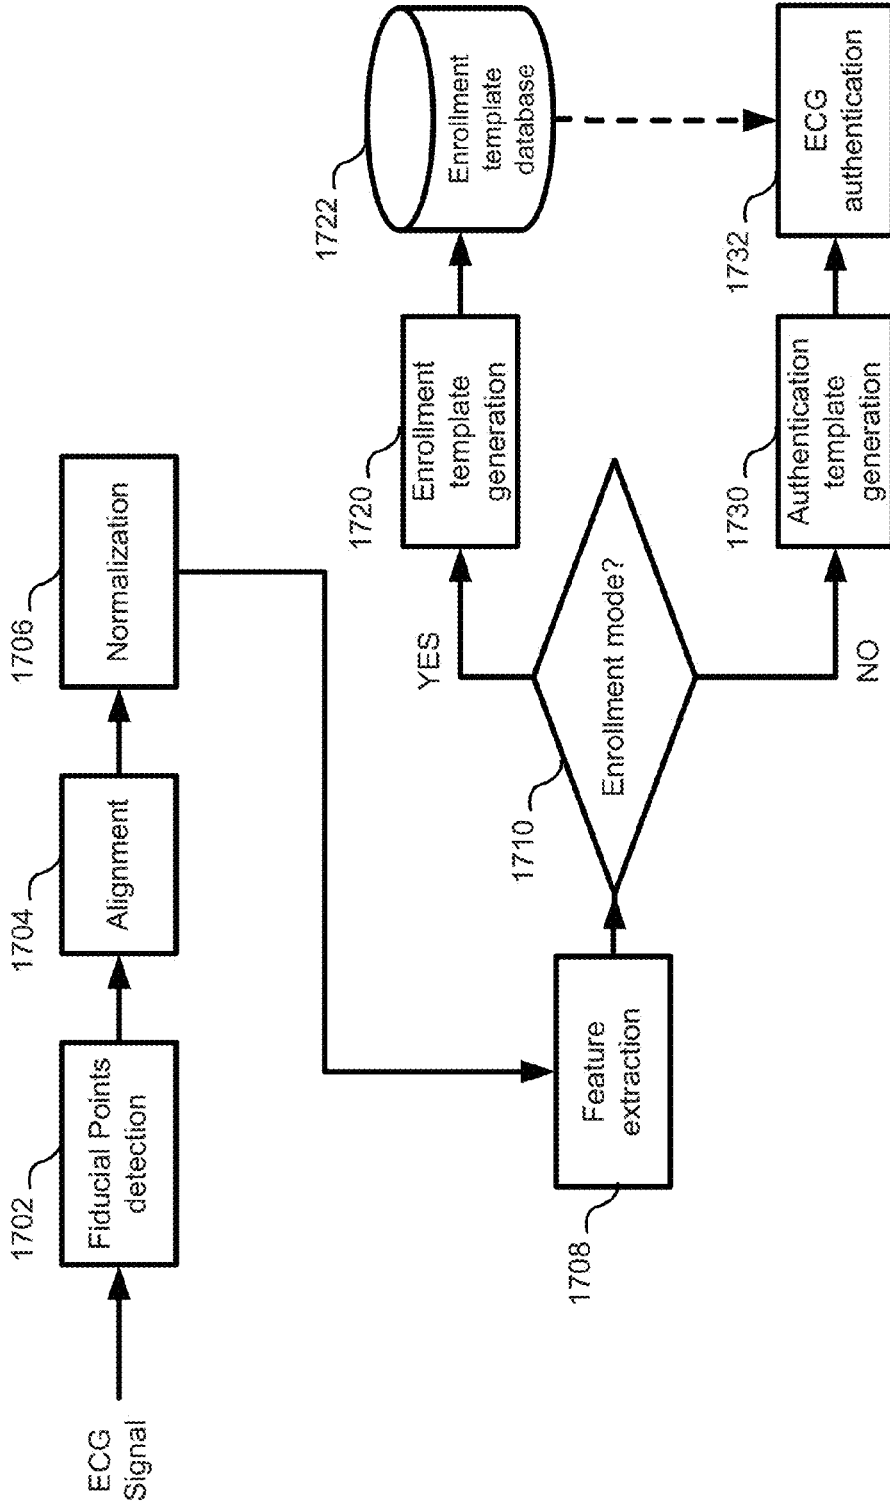 ECG
Signal
1702
Fiducial Points
detection
1704
Alignment
1706
Normalization
1708
Feature
extraction
1710
Enrollment mode?
YES
1720
Enrollment
template
generation
1722
Enrollment
template
database
NO
1730
Authentication
template
generation
1732
ECG
authentication